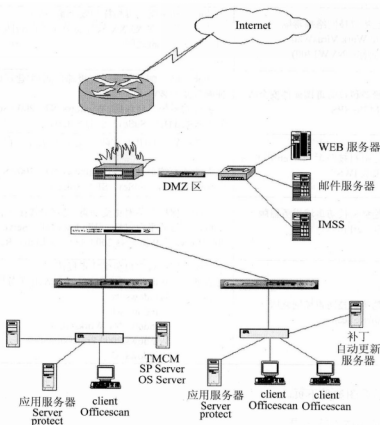 Internet
WEB 服务器
DMZ 区
邮件服务器
IMSS
TMCM
SP Server
OS Server
补丁
自动更新
服务器
应用服务器
Server
protect
client
Officescan
应用服务器
Server
protect
client
Officescan
client
Officescan